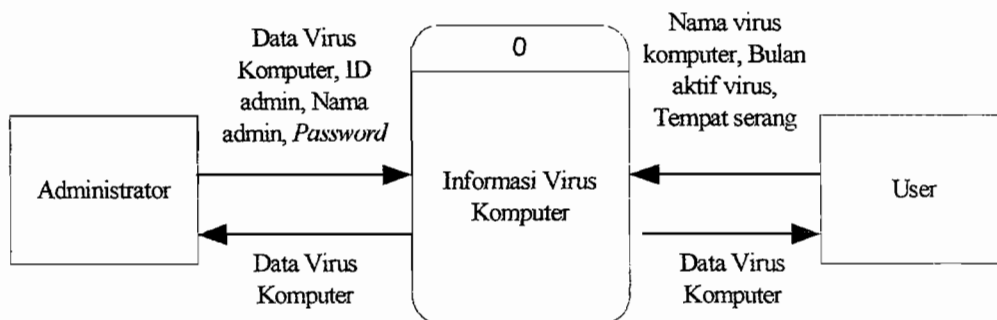 Data Virus
Komputer, ID
admin, Nama
admin, Password
0
Nama virus
komputer, Bulan
aktif virus,
Tempat serang
Administrator
Informasi Virus
Komputer
User
Data Virus
Komputer
Data Virus
Komputer